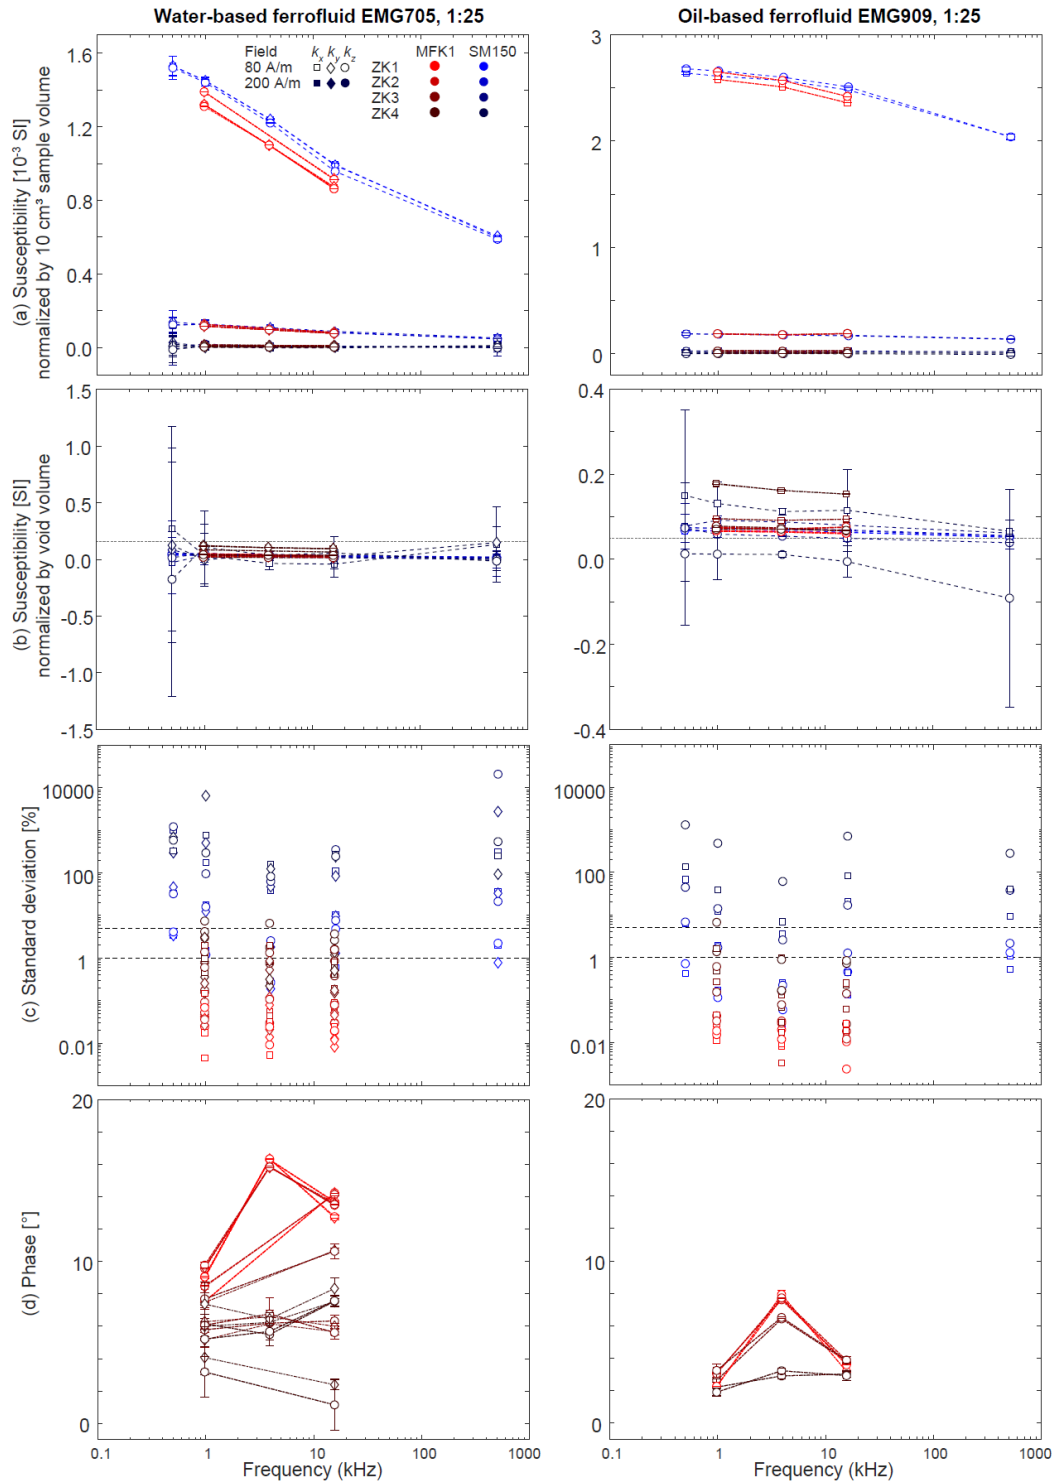 Water-based ferrofluid EMG705, 1:25
Oil-based ferrofluid EMG909, 1:25
Field kx ky kz MFK1 SM150
80 A/m ZK1
200 A/m ZK2
ZK3
ZK4
(a) Susceptibility [10-3 SI]
normalized by 10 cm³ sample volume
1.6
1.2
0.8
0.4
0.0
3
2
1
0
(b) Susceptibility [SI]
normalized by void volume
1.5
1.0
0.5
0.0
-0.5
-1.0
-1.5
0.4
0.2
0.0
-0.2
-0.4
(c) Standard deviation [%]
10000
100
1
0.01
10000
100
1
0.01
(d) Phase [°]
20
10
0
20
10
0
0.1 1 10 100 1000
0.1 1 10 100 1000
Frequency (kHz)
Frequency (kHz)